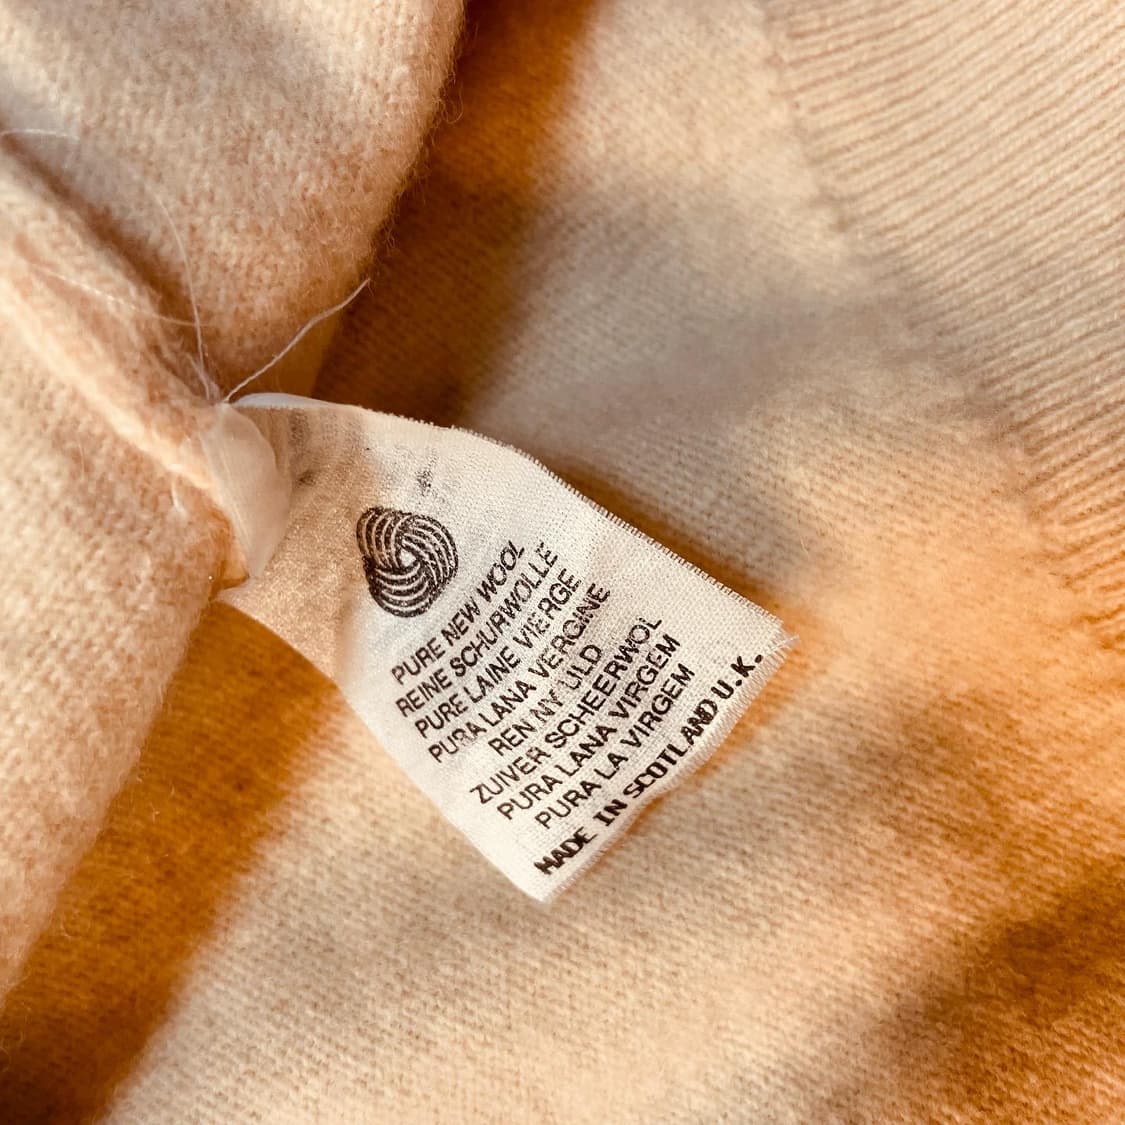 PURE NEW WOOL
REINE SCHURWOLLE
PURE LAINE VIERGE
PURA LANA VERGINE
REN NY ULD
ZUIVER SCHEERWOL
PURA LANA VIRGEM
PURA LA VIRGEM
MADE IN SCOTLAND U.K.